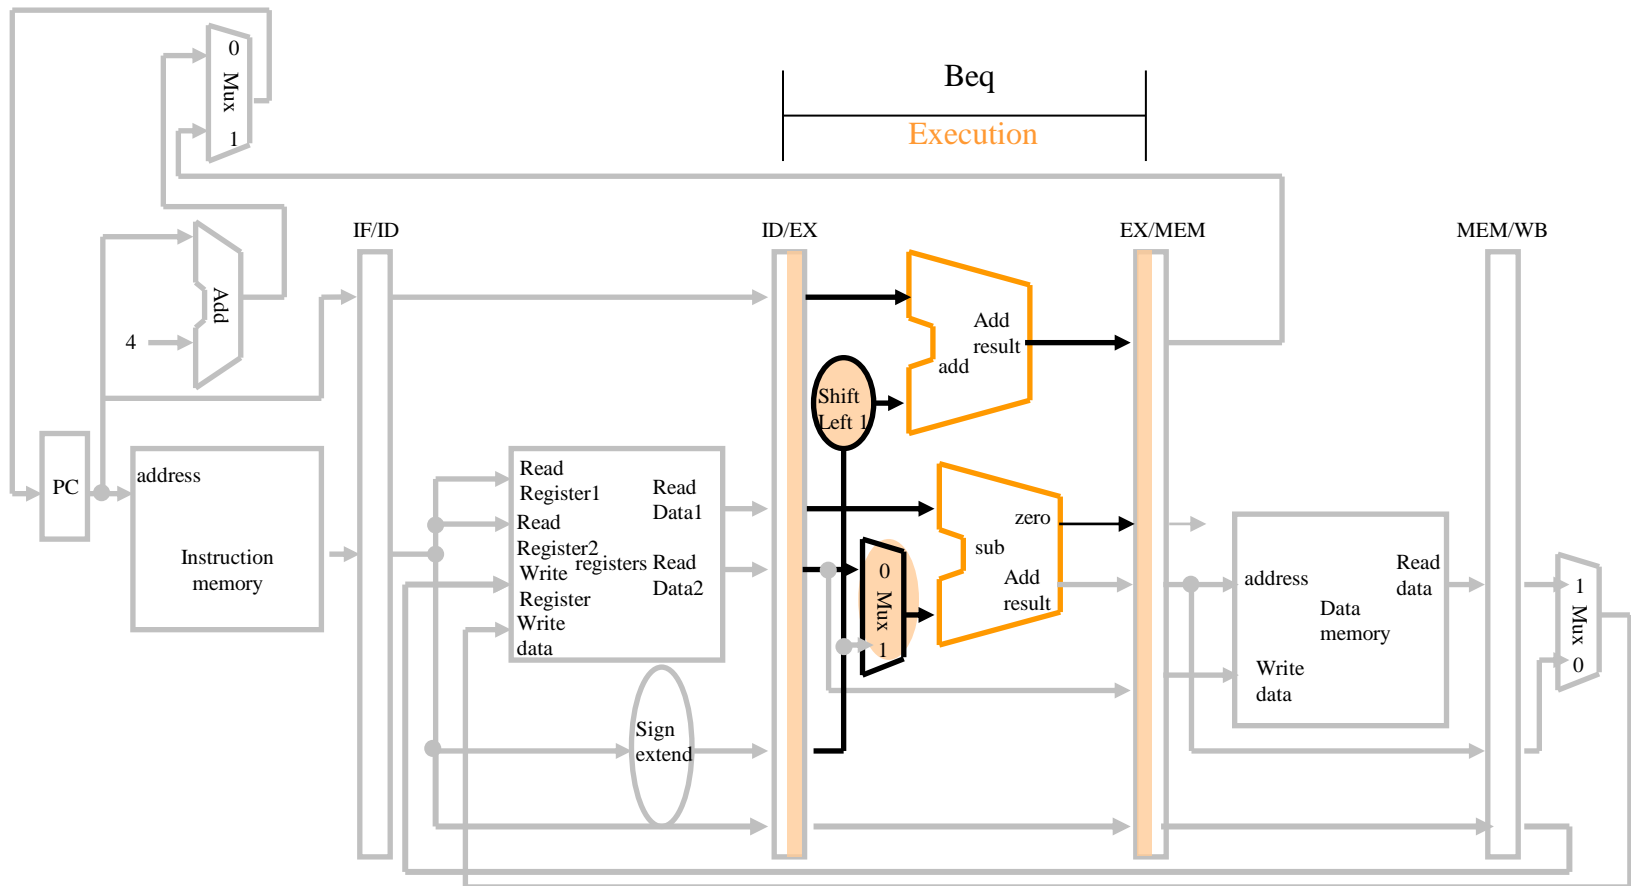 0
Mux
1
Beq
Execution
IF/ID
ID/EX
EX/MEM
MEM/WB
Add
4
Add
result
add
Shift
Left 1
PC
address
Instruction
memory
Read
Register1
Read
Register2
Write
Register
Write
data
registers
Read
Data1
Read
Data2
zero
sub
Add
result
0
Mux
1
address
Read
data
Data
memory
Write
data
1
Mux
0
Sign
extend